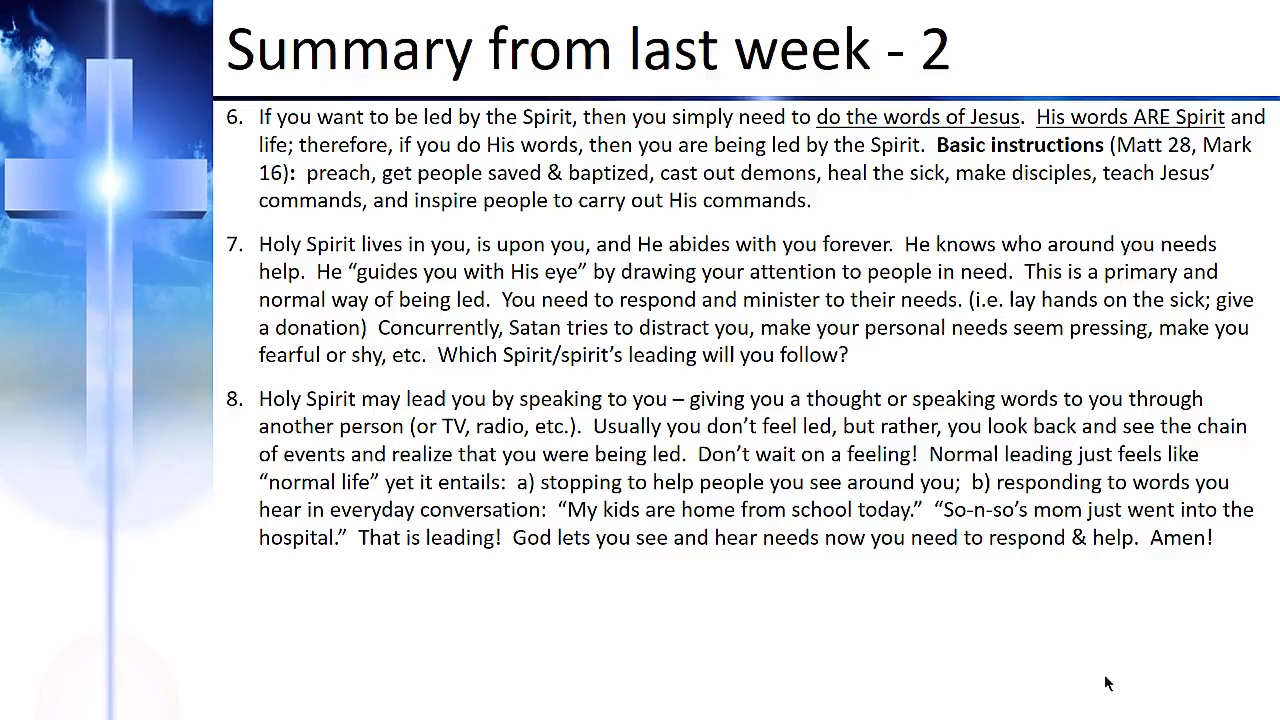 Summary from last week - 2
6. If you want to be led by the Spirit, then you simply need to do the words of Jesus. His words ARE Spirit and
life; therefore, if you do His words, then you are being led by the Spirit. Basic instructions (Matt 28, Mark
16): preach, get people saved & baptized, cast out demons, heal the sick, make disciples, teach Jesus’
commands, and inspire people to carry out His commands.
7. Holy Spirit lives in you, is upon you, and He abides with you forever. He knows who around you needs
help. He “guides you with His eye” by drawing your attention to people in need. This is a primary and
normal way of being led. You need to respond and minister to their needs. (i.e. lay hands on the sick; give
a donation) Concurrently, Satan tries to distract you, make your personal needs seem pressing, make you
fearful or shy, etc. Which Spirit/spirit’s leading will you follow?
8. Holy Spirit may lead you by speaking to you – giving you a thought or speaking words to you through
another person (or TV, radio, etc.). Usually you don’t feel led, but rather, you look back and see the chain
of events and realize that you were being led. Don’t wait on a feeling! Normal leading just feels like
“normal life” yet it entails: a) stopping to help people you see around you; b) responding to words you
hear in everyday conversation: “My kids are home from school today.” “So-n-so’s mom just went into the
hospital.” That is leading! God lets you see and hear needs now you need to respond & help. Amen!